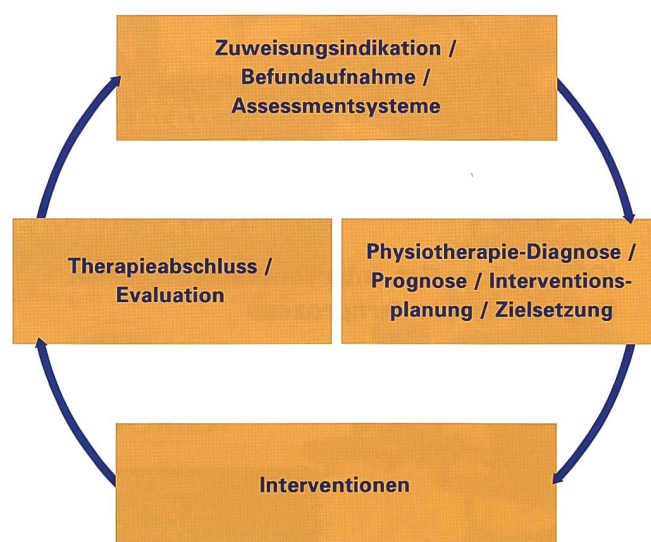 Zuweisungsindikation /
Befundaufnahme /
Assessmentsysteme
Physiotherapie-Diagnose /
Prognose / Interventions-
planung / Zielsetzung
Therapieabschluss /
Evaluation
Interventionen